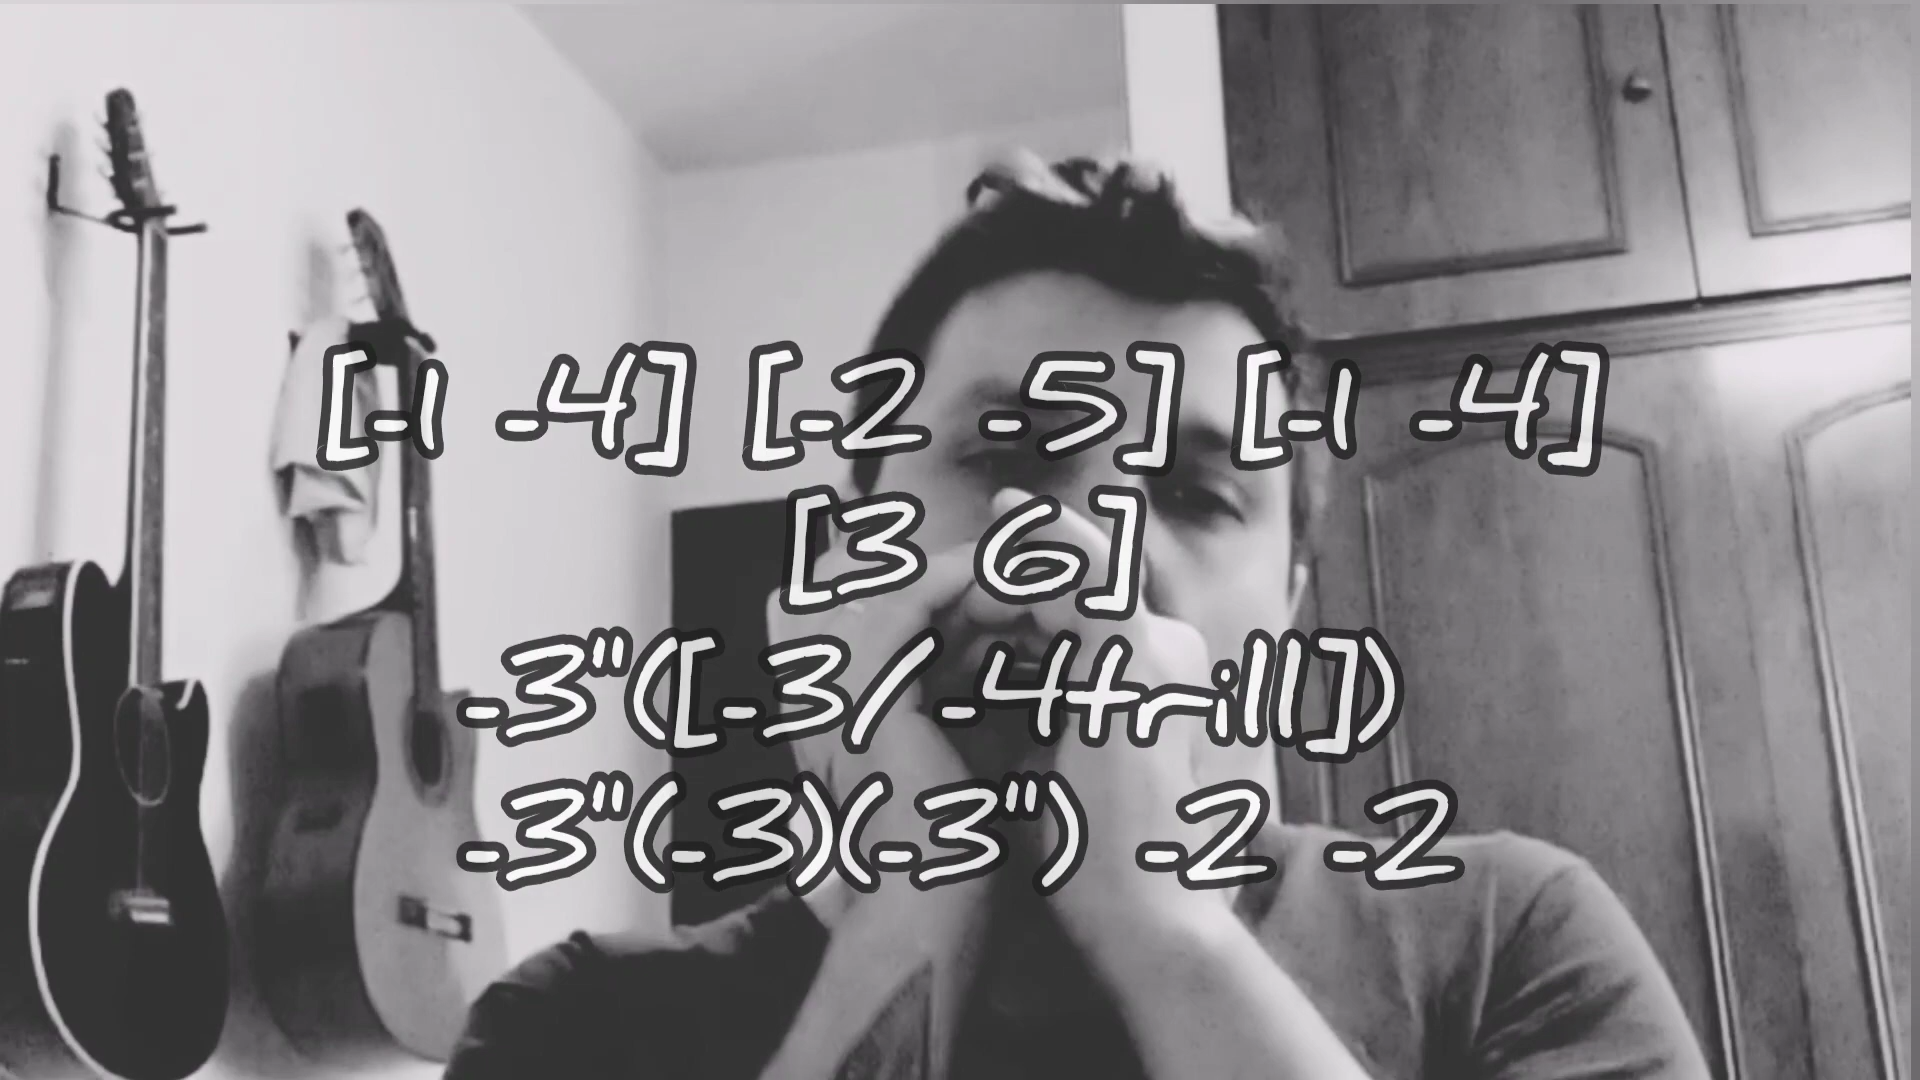 [-1 -4] [-2 -5] [-1 -4]
[3 6]
-3"([-3/-4trill])
-3"(-3)(-3") -2 -2